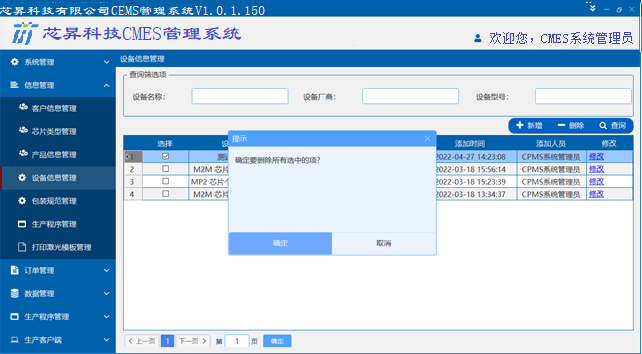 芯昇科技有限公司CEMS管理系统V1.0.1.150
芯昇科技CMES管理系统
欢迎您，CMES系统管理员
系统管理
信息管理
客户信息管理
芯片类型管理
产品信息管理
设备信息管理
包装规范管理
生产程序管理
打印激光模板管理
订单管理
数据管理
生产程序管理
生产客户端
设备信息管理
查询筛选项
设备名称：
设备厂商：
设备型号：
新增 删除 查询
选择 添加时间 添加人员 修改
1 2022-04-27 14:23:08 CPMS系统管理员 修改
2 M2M 芯片 2022-03-18 15:56:14 CPMS系统管理员 修改
3 MP2 芯片 2022-03-18 15:23:39 CPMS系统管理员 修改
4 M2M 芯片 2022-03-18 13:34:37 CPMS系统管理员 修改
提示
确定要删除所有选中的项?
确定 取消
上一页 1 下一页 第 1 页 确定